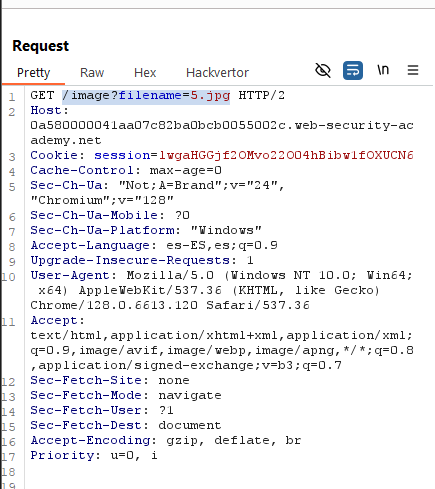 Request
Pretty Raw Hex Hackvertor \n
1 GET /image?filename=5.jpg HTTP/2
2 Host:
0a580000041aa07c82ba0bcb0055002c.web-security-ac
ademy.net
3 Cookie: session=lwgaHGGjf2OMvo22O04hBibw1fOXUCN6
4 Cache-Control: max-age=0
5 Sec-Ch-Ua: "Not;A=Brand";v="24",
"Chromium";v="128"
6 Sec-Ch-Ua-Mobile: ?0
7 Sec-Ch-Ua-Platform: "Windows"
8 Accept-Language: es-ES,es;q=0.9
9 Upgrade-Insecure-Requests: 1
10 User-Agent: Mozilla/5.0 (Windows NT 10.0; Win64;
x64) AppleWebKit/537.36 (KHTML, like Gecko)
Chrome/128.0.6613.120 Safari/537.36
11 Accept:
text/html,application/xhtml+xml,application/xml;
q=0.9,image/avif,image/webp,image/apng,*/*;q=0.8
,application/signed-exchange;v=b3;q=0.7
12 Sec-Fetch-Site: none
13 Sec-Fetch-Mode: navigate
14 Sec-Fetch-User: ?1
15 Sec-Fetch-Dest: document
16 Accept-Encoding: gzip, deflate, br
17 Priority: u=0, i
18
19